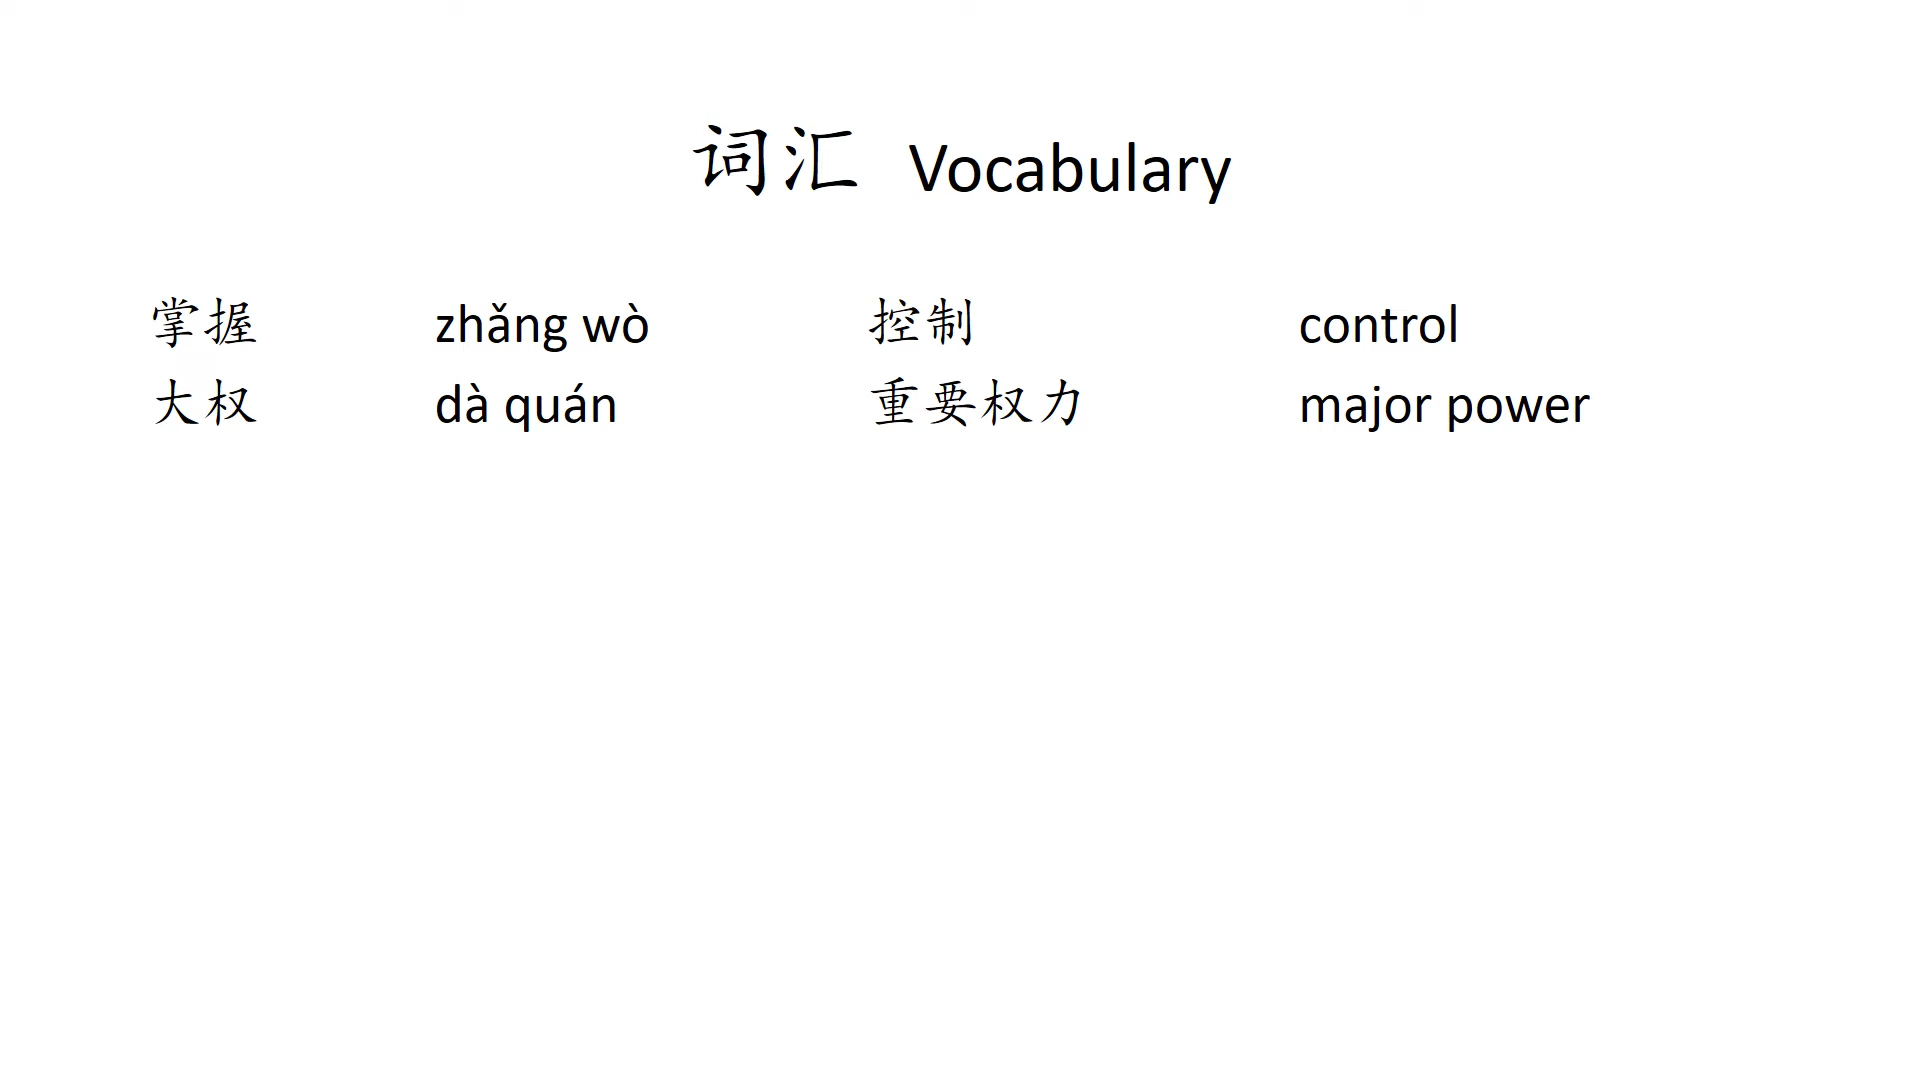 词汇 Vocabulary
掌握 zhǎng wò 控制 control
大权 dà quán 重要权力 major power